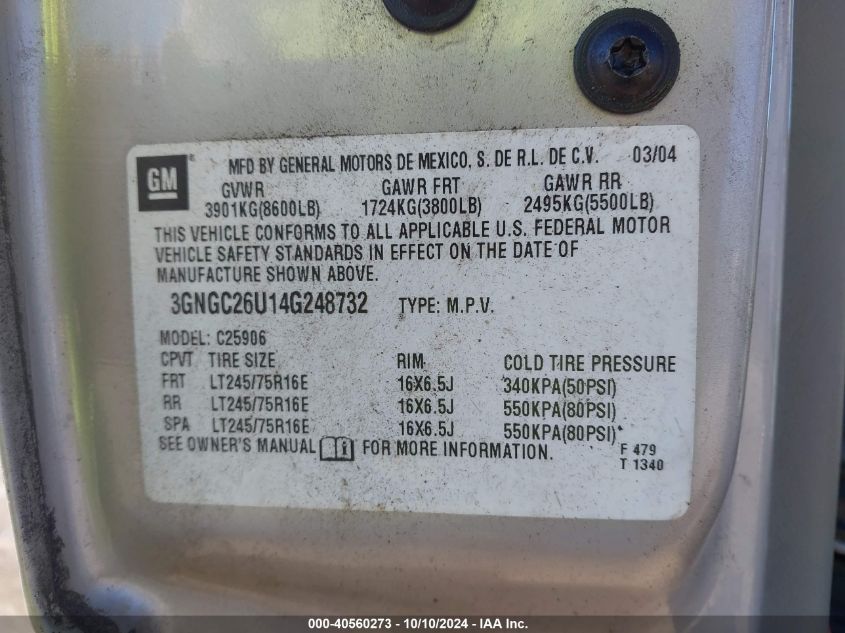 GM ® MFD BY GENERAL MOTORS DE MEXICO, S. DE R.L. DE C.V. 03/04
GVWR GAWR FRT GAWR RR
3901KG(8600LB) 1724KG(3800LB) 2495KG(5500LB)
THIS VEHICLE CONFORMS TO ALL APPLICABLE U.S. FEDERAL MOTOR
VEHICLE SAFETY STANDARDS IN EFFECT ON THE DATE OF
MANUFACTURE SHOWN ABOVE.
3GNGC26U14G248732 TYPE: M.P.V.
MODEL: C25906
CPVT TIRE SIZE RIM COLD TIRE PRESSURE
FRT LT245/75R16E 16X6.5J 340KPA(50PSI)
RR LT245/75R16E 16X6.5J 550KPA(80PSI)
SPA LT245/75R16E 16X6.5J 550KPA(80PSI)*
SEE OWNER'S MANUAL FOR MORE INFORMATION.
F 479
T 1340
000-40560273 - 10/10/2024 - IAA Inc.